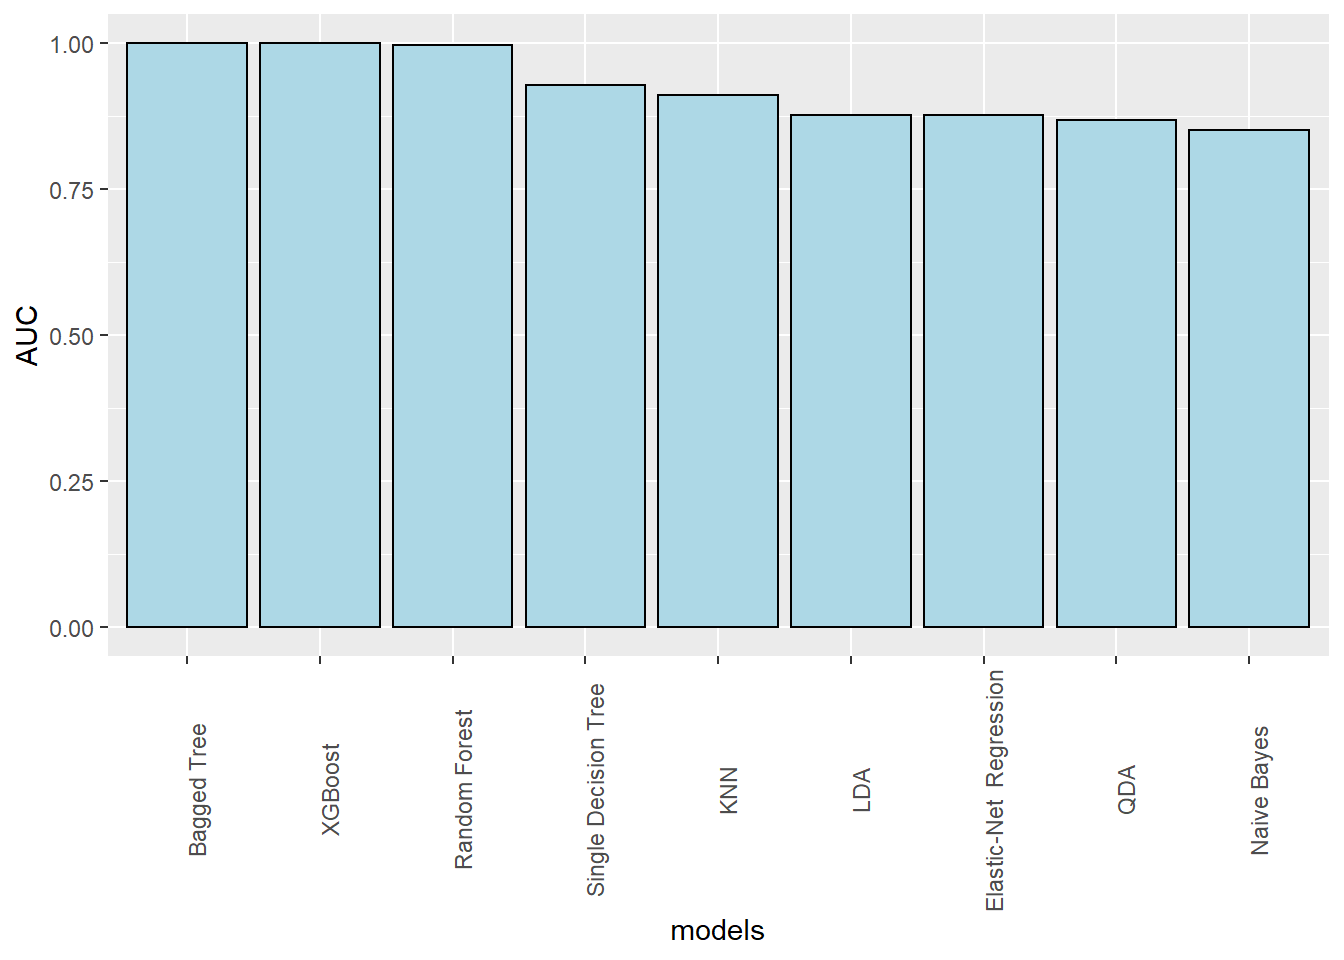 1.00
0.75
0.50
0.25
0.00
AUC
Bagged Tree
XGBoost
Random Forest
Single Decision Tree
KNN
LDA
Elastic-Net  Regression
QDA
Naive Bayes
models